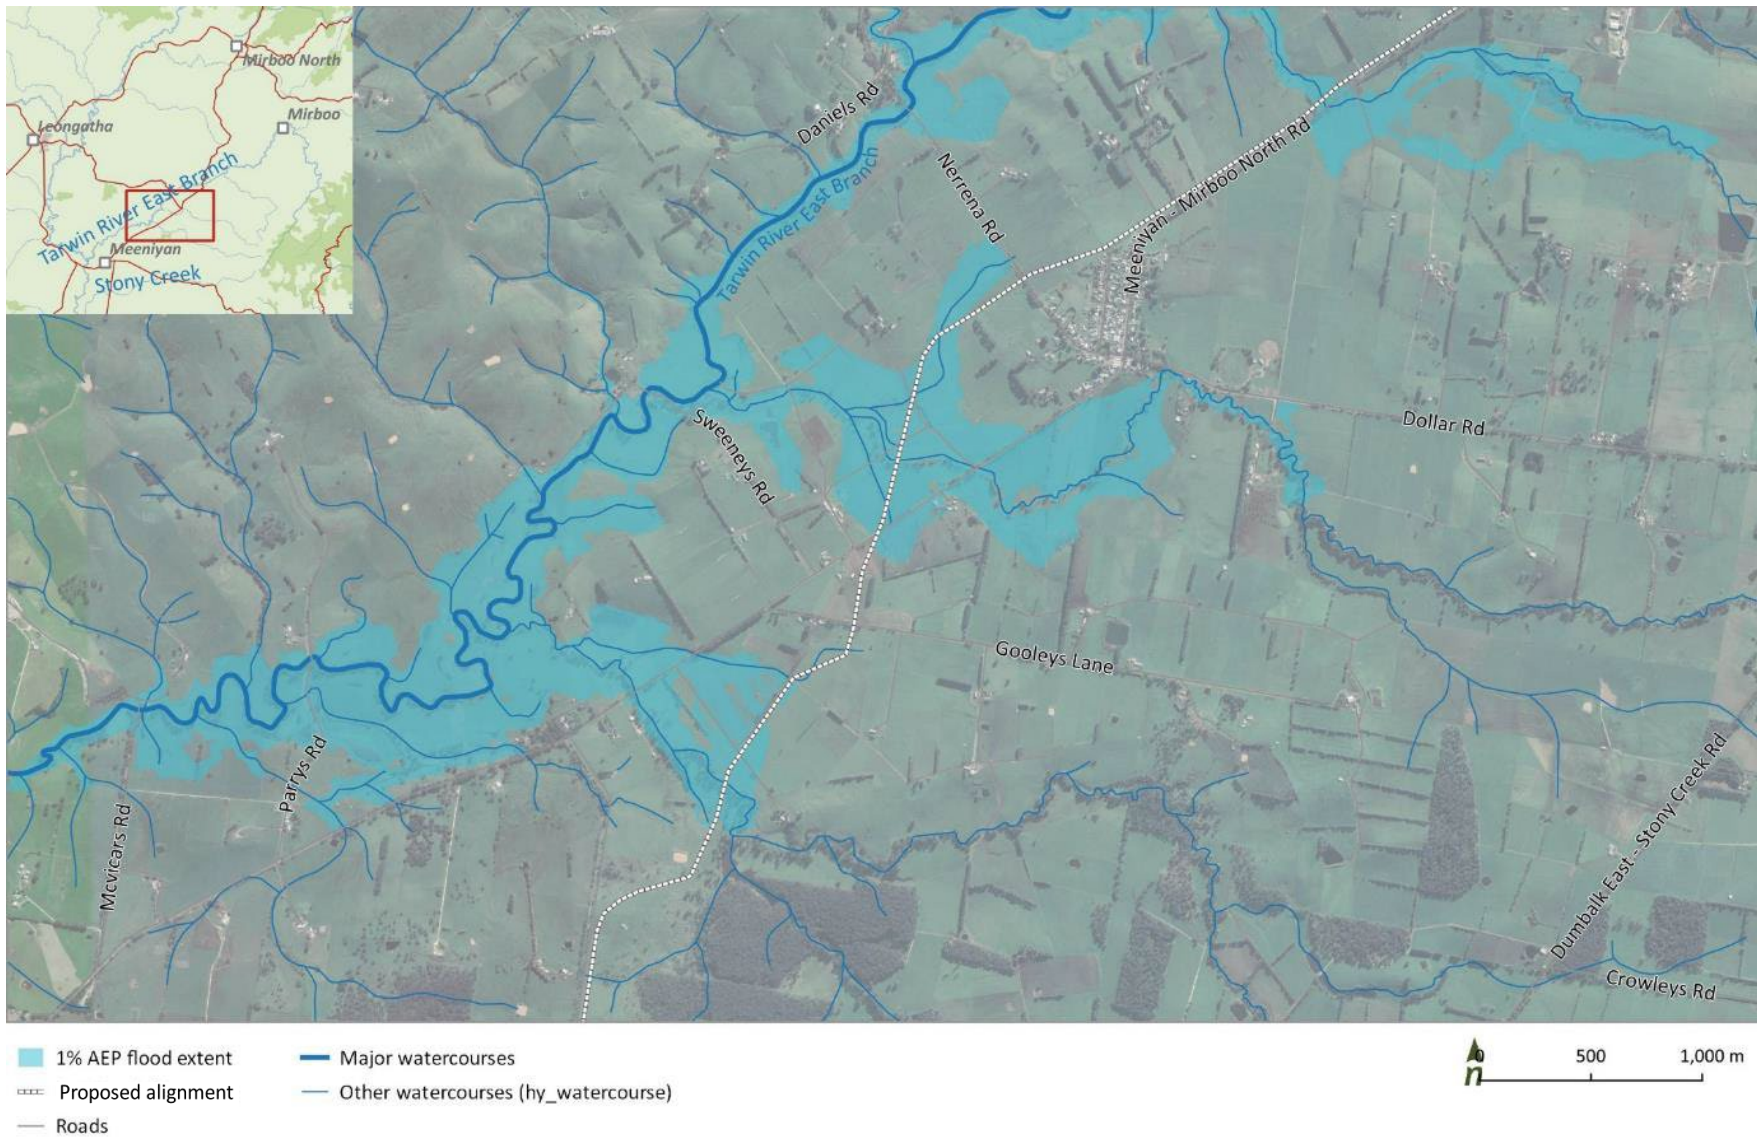 Mirboo North
Mirboo
Leongatha
Tarwin River East Branch
Meeniyan
Stony Creek
Daniels Rd
Tarwin River East Branch
Nerrena Rd
Meeniyan - Mirboo North Rd
Sweeneys Rd
Dollar Rd
Gooleys Lane
Parrys Rd
Mcvicars Rd
Dumbalk East - Stony Creek Rd
Crowleys Rd
1% AEP flood extent
Proposed alignment
Roads
Major watercourses
Other watercourses (hy_watercourse)
n
0 500 1,000 m